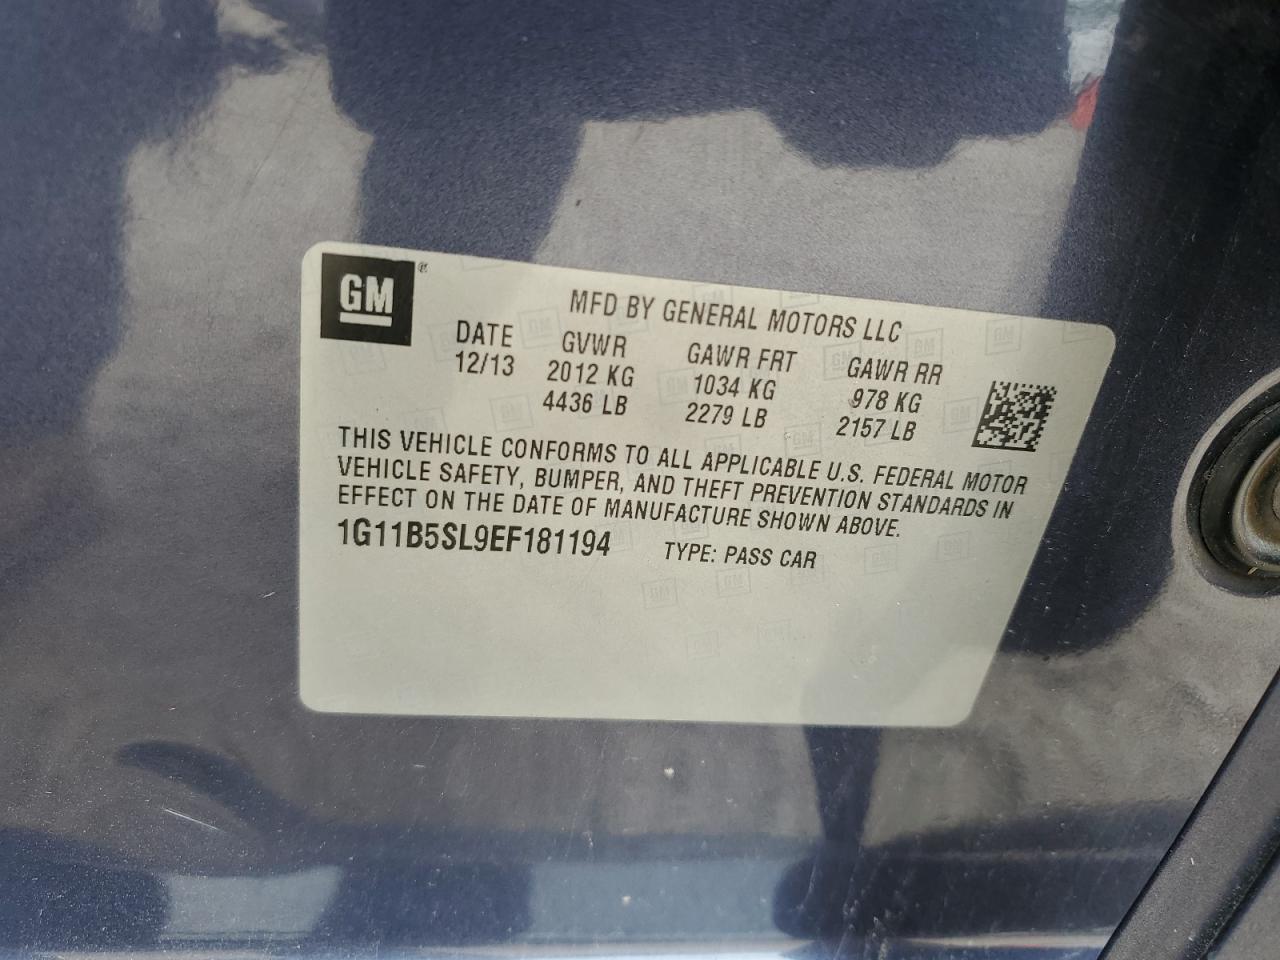 GM®
MFD BY GENERAL MOTORS LLC
DATE GVWR GAWR FRT GAWR RR
12/13 2012 KG 1034 KG 978 KG
4436 LB 2279 LB 2157 LB
THIS VEHICLE CONFORMS TO ALL APPLICABLE U.S. FEDERAL MOTOR
VEHICLE SAFETY, BUMPER, AND THEFT PREVENTION STANDARDS IN
EFFECT ON THE DATE OF MANUFACTURE SHOWN ABOVE.
1G11B5SL9EF181194 TYPE: PASS CAR